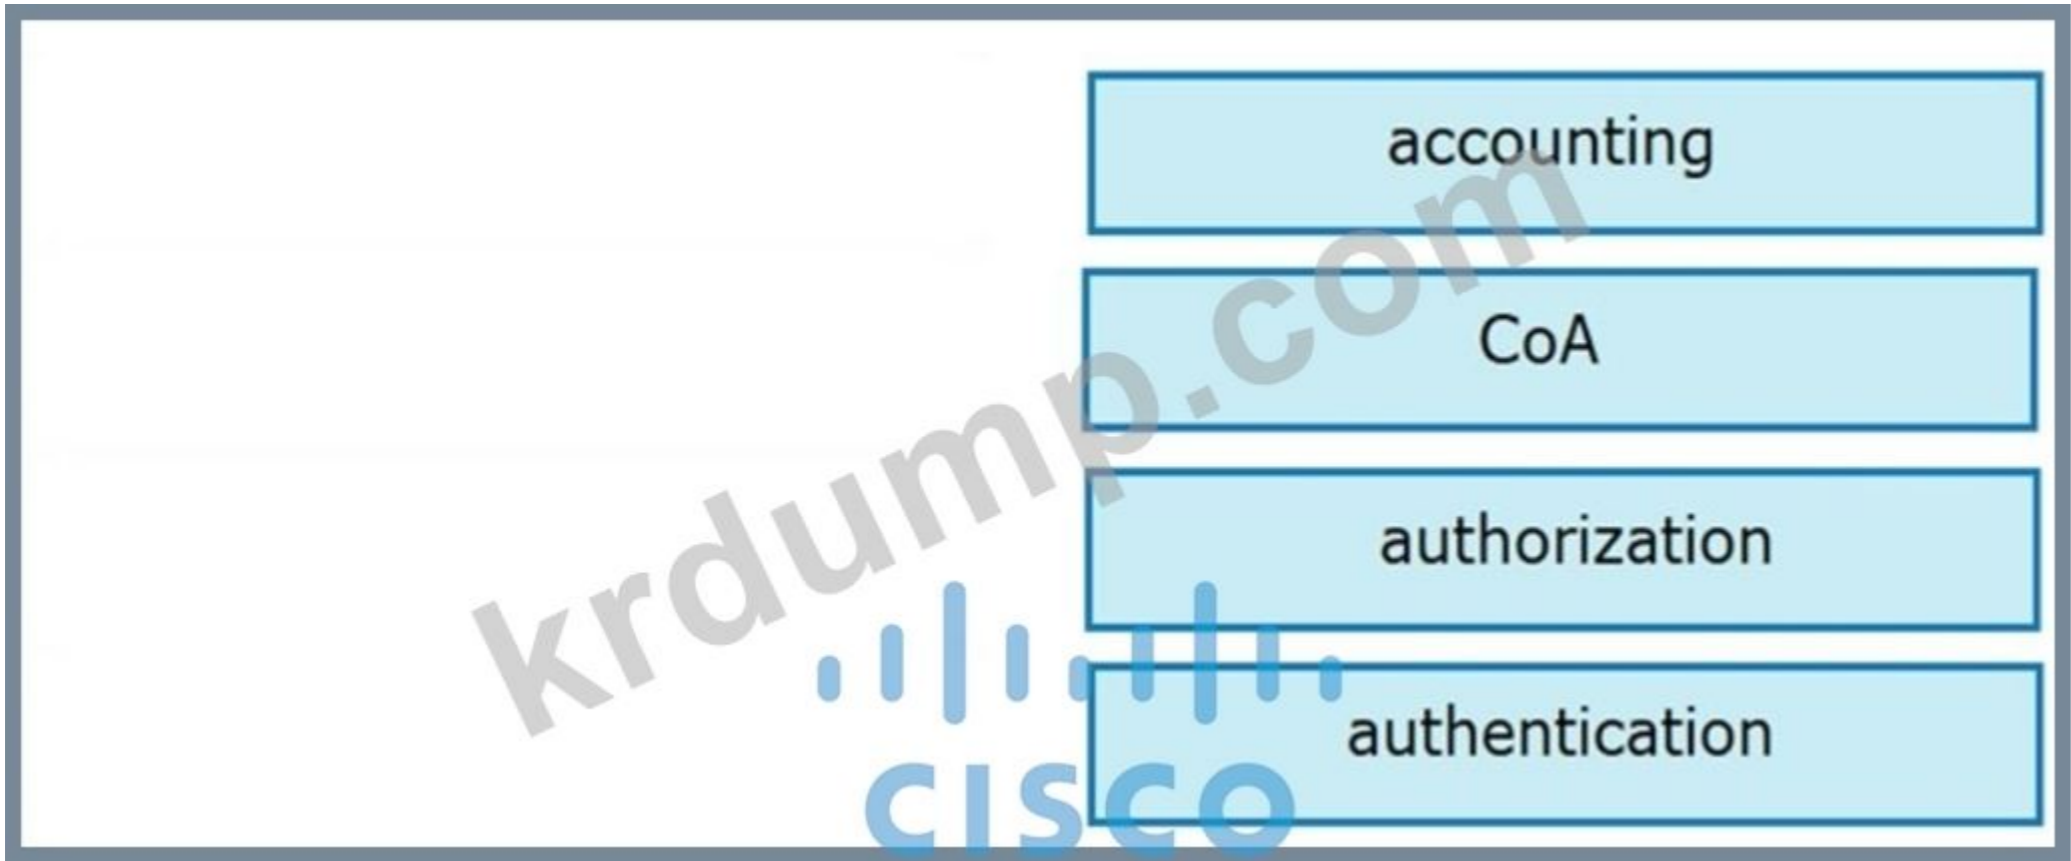 accounting
CoA
authorization
authentication
krdump.com
CISCO